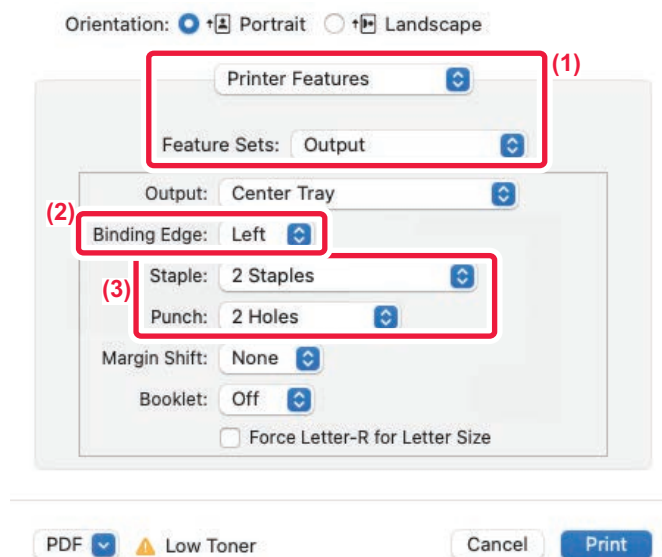 Orientation: Portrait Landscape
(1)
Printer Features
Feature Sets: Output
Output: Center Tray
(2)
Binding Edge: Left
(3)
Staple: 2 Staples
Punch: 2 Holes
Margin Shift: None
Booklet: Off
Force Letter-R for Letter Size
PDF Low Toner Cancel Print